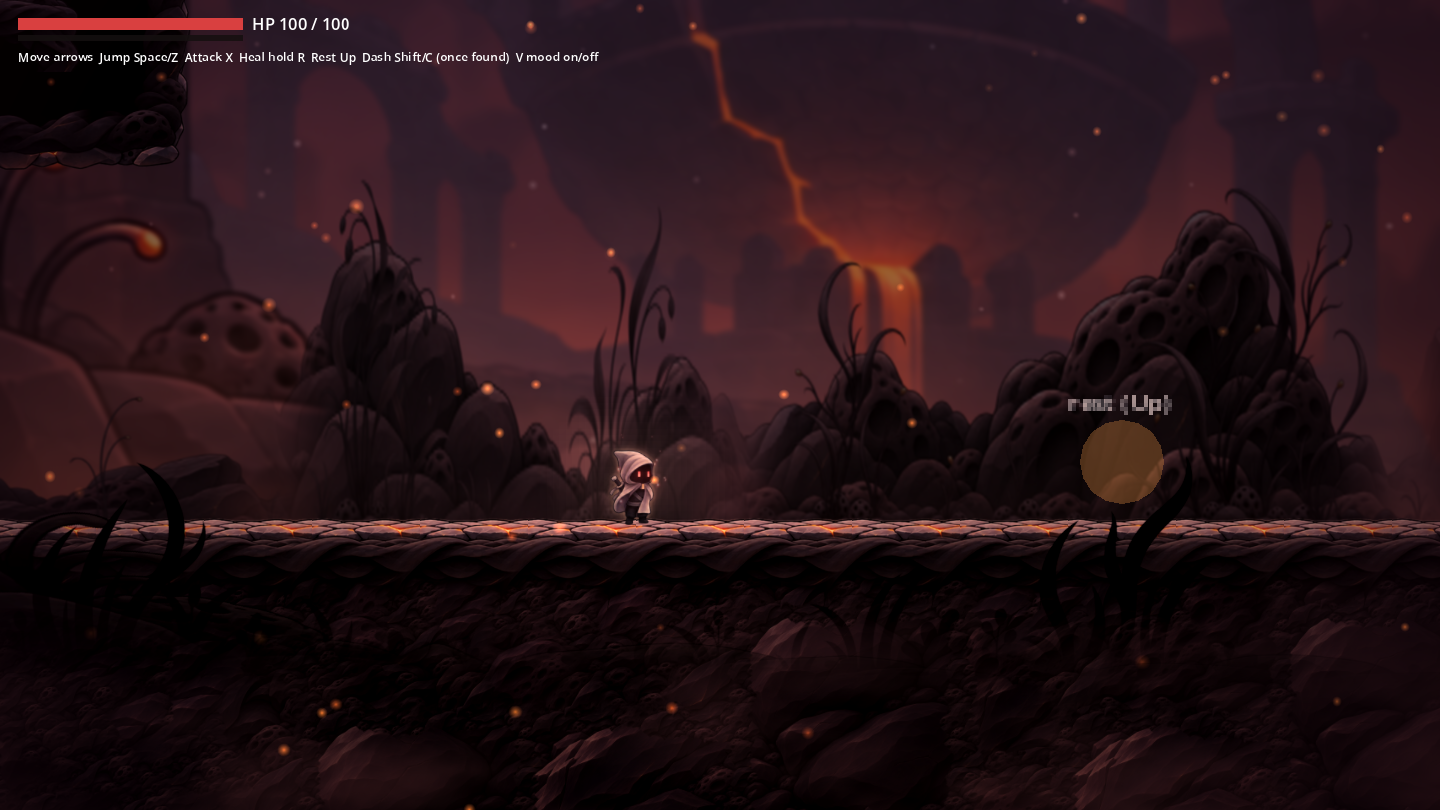 HP 100 / 100
Move arrows Jump Space/Z Attack X Heal hold R Rest Up Dash Shift/C (once found) V mood on/off
rest (Up)